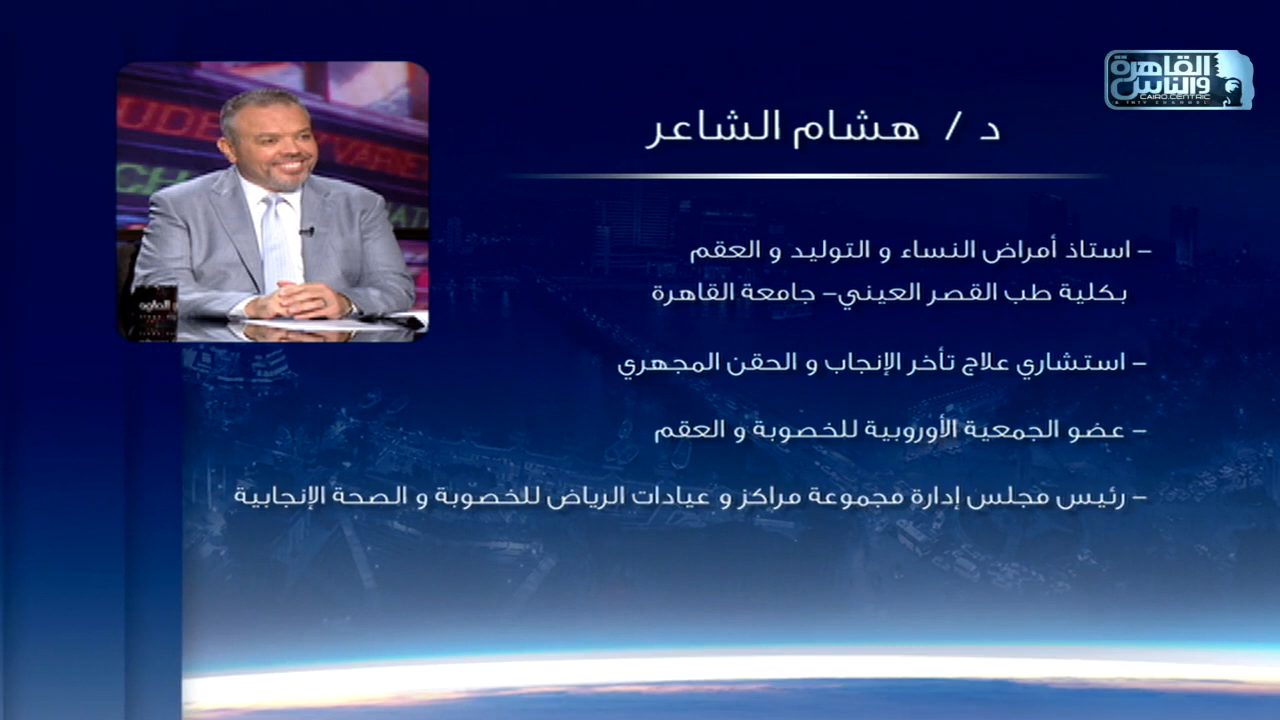 القاهرة
والناس
CAIRO.CENTRIC
A TNTV CHANNEL
د / هشام الشاعر
- استاذ أمراض النساء و التوليد و العقم
بكلية طب القصر العيني- جامعة القاهرة
- استشاري علاج تأخر الإنجاب و الحقن المجهري
- عضو الجمعية الأوروبية للخصوبة و العقم
- رئيس مجلس إدارة مجموعة مراكز و عيادات الرياض للخصوبة و الصحة الإنجابية